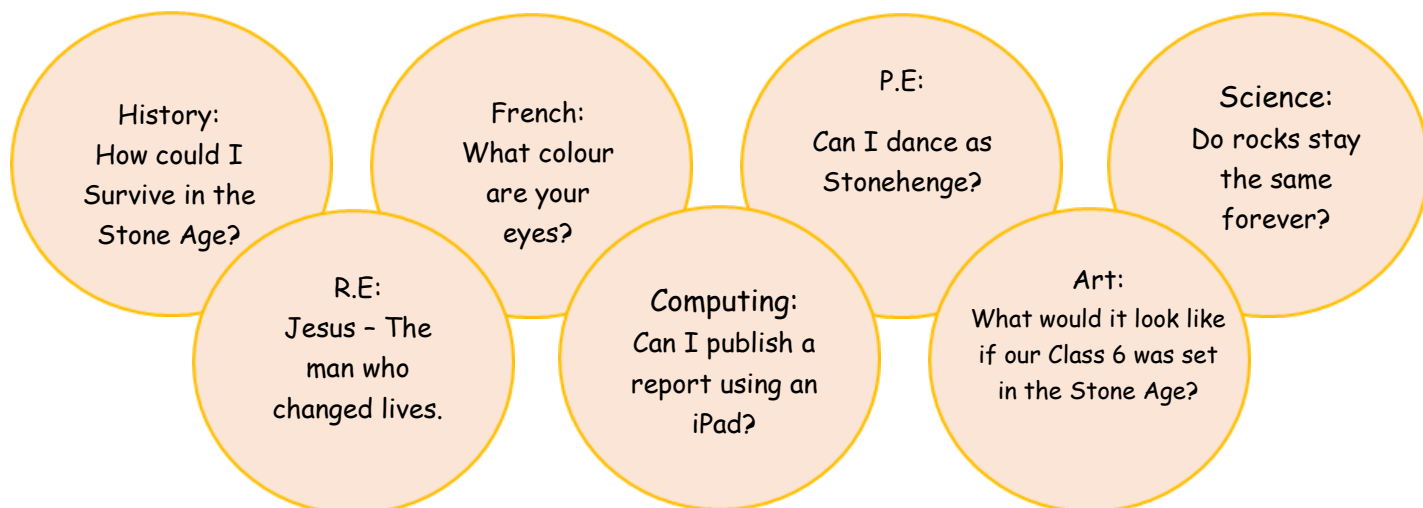 History:
How could I
Survive in the
Stone Age?
R.E:
Jesus – The
man who
changed lives.
French:
What colour
are your
eyes?
Computing:
Can I publish a
report using an
iPad?
P.E:
Can I dance as
Stonehenge?
Art:
What would it look like
if our Class 6 was set
in the Stone Age?
Science:
Do rocks stay
the same
forever?